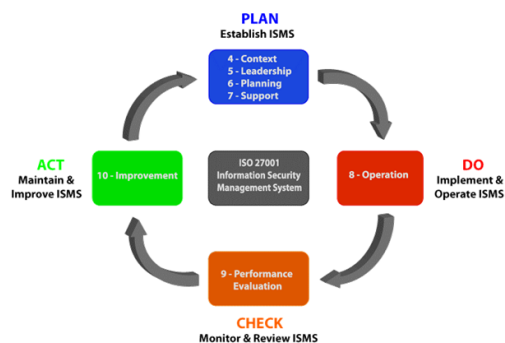 PLAN
Establish ISMS
4 - Context
5 - Leadership
6 - Planning
7 - Support
ACT
Maintain &
Improve ISMS
10 - Improvement
ISO 27001
Information Security
Management System
8 - Operation
DO
Implement &
Operate ISMS
9 - Performance
Evaluation
CHECK
Monitor & Review ISMS